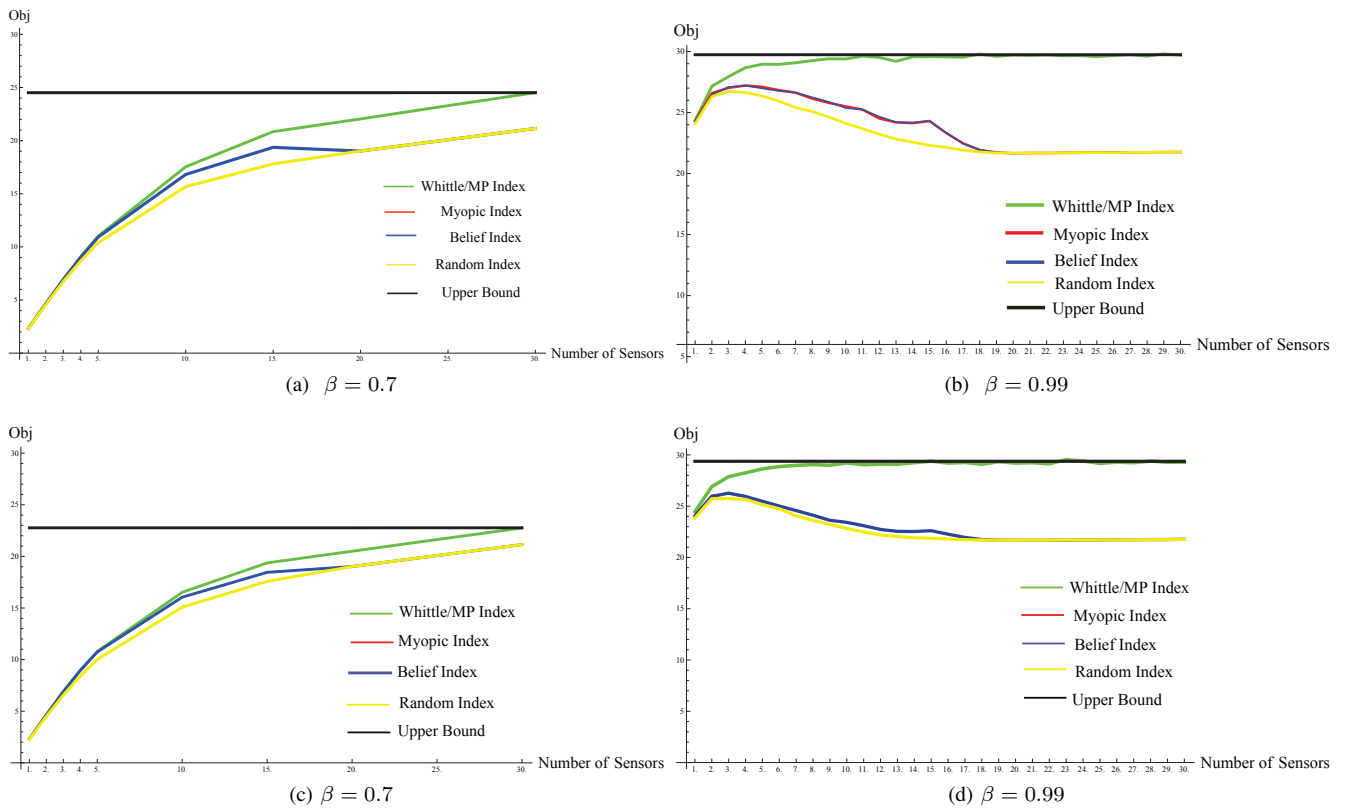 Obj
30
25
20
15
10
5
Whittle/MP Index
Myopic Index
Belief Index
Random Index
Upper Bound
1. 2. 3. 4. 5. 10. 15. 20. 25. 30.
Number of Sensors
(a) β = 0.7
Obj
30
25
20
15
10
5
Whittle/MP Index
Myopic Index
Belief Index
Random Index
Upper Bound
1. 2. 3. 4. 5. 6. 7. 8. 9. 10. 11. 12. 13. 14. 15. 16. 17. 18. 19. 20. 21. 22. 23. 24. 25. 26. 27. 28. 29. 30.
Number of Sensors
(b) β = 0.99
Obj
30
25
20
15
10
5
Whittle/MP Index
Myopic Index
Belief Index
Random Index
Upper Bound
1. 2. 3. 4. 5. 10. 15. 20. 25. 30.
Number of Sensors
(c) β = 0.7
Obj
30
25
20
15
10
5
Whittle/MP Index
Myopic Index
Belief Index
Random Index
Upper Bound
1. 2. 3. 4. 5. 6. 7. 8. 9. 10. 11. 12. 13. 14. 15. 16. 17. 18. 19. 20. 21. 22. 23. 24. 25. 26. 27. 28. 29. 30.
Number of Sensors
(d) β = 0.99